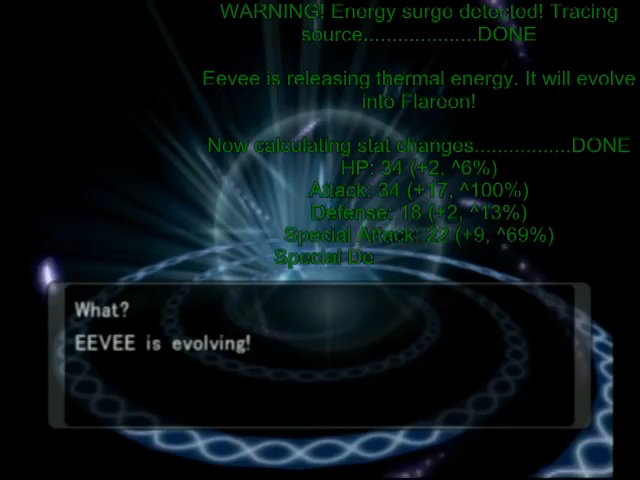 WARNING! Energy surge detected! Tracing
source....................DONE
Eevee is releasing thermal energy. It will evolve
into Flareon!
Now calculating stat changes.................DONE
HP: 34 (+2, ^6%)
Attack: 34 (+17, ^100%)
Defense: 18 (+2, ^13%)
Special Attack: 22 (+9, ^69%)
Special De
What?
EEVEE is evolving!